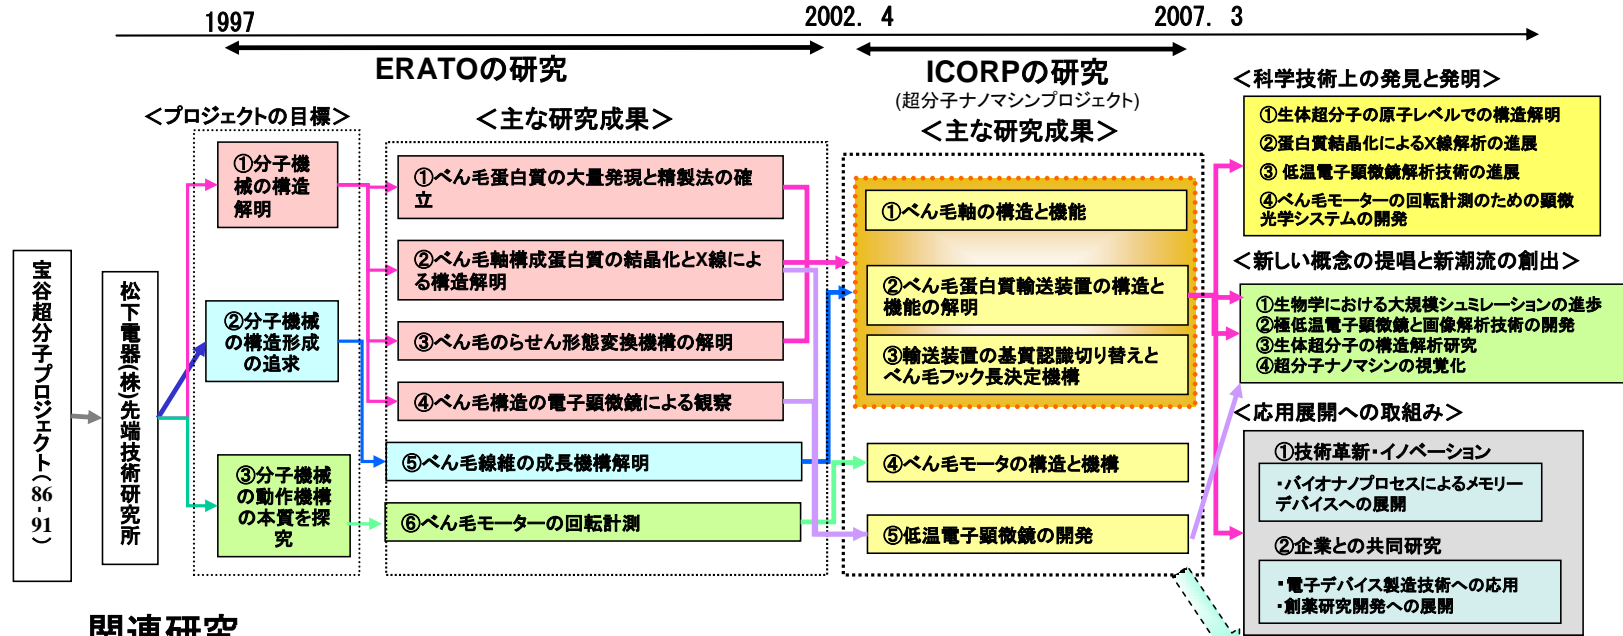 1997
2002. 4
2007. 3
ERATOの研究
ICORPの研究
(超分子ナノマシンプロジェクト)
＜プロジェクトの目標＞
＜主な研究成果＞
＜主な研究成果＞
宝谷超分子プロジェクト(86-91)
松下電器(株)先端技術研究所
①分子機
械の構造
解明
②分子機械
の構造形成
の追求
③分子機械
の動作機構
の本質を探
究
①べん毛蛋白質の大量発現と精製法の確
立
②べん毛軸構成蛋白質の結晶化とX線によ
る構造解明
③べん毛のらせん形態変換機構の解明
④べん毛構造の電子顕微鏡による観察
⑤べん毛線維の成長機構解明
⑥べん毛モーターの回転計測
①べん毛軸の構造と機能
②べん毛蛋白質輸送装置の構造と
機能の解明
③輸送装置の基質認識切り替えと
べん毛フック長決定機構
④べん毛モータの構造と機構
⑤低温電子顕微鏡の開発
＜科学技術上の発見と発明＞
①生体超分子の原子レベルでの構造解明
②蛋白質結晶化によるX線解析の進展
③ 低温電子顕微鏡解析技術の進展
④べん毛モーターの回転計測のための顕微
光学システムの開発
＜新しい概念の提唱と新潮流の創出＞
①生物学における大規模シュミレーションの進歩
②極低温電子顕微鏡と画像解析技術の開発
③生体超分子の構造解析研究
④超分子ナノマシンの視覚化
＜応用展開への取組み＞
①技術革新・イノベーション
・バイオナノプロセスによるメモリー
デバイスへの展開
②企業との共同研究
・電子デバイス製造技術への応用
・創薬研究開発への展開
関連研究